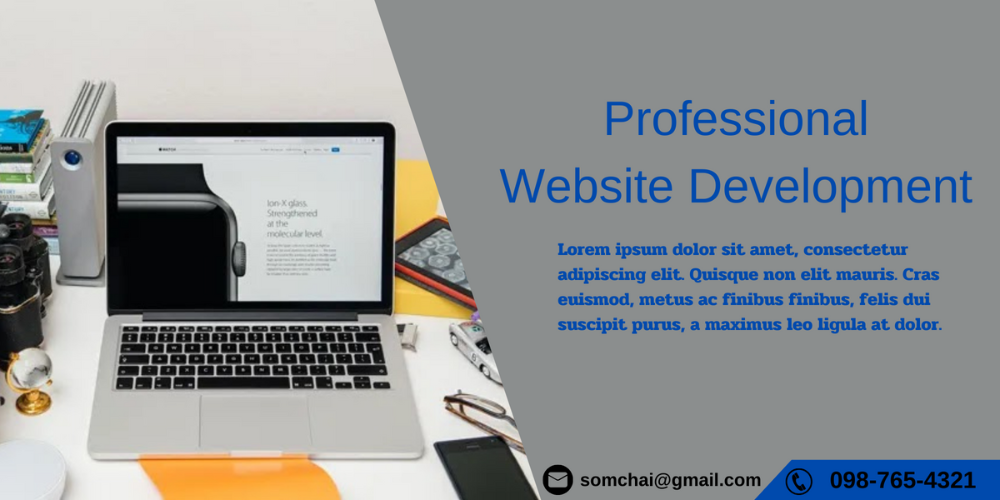 Professional
Website Development
Lorem ipsum dolor sit amet, consectetur
adipiscing elit. Quisque non elit mauris. Cras
euismod, metus ac finibus finibus, felis dui
suscipit purus, a maximus leo ligula at dolor.
somchai@gmail.com
098-765-4321
Ion-X glass.
Strengthened
at the
molecular level.